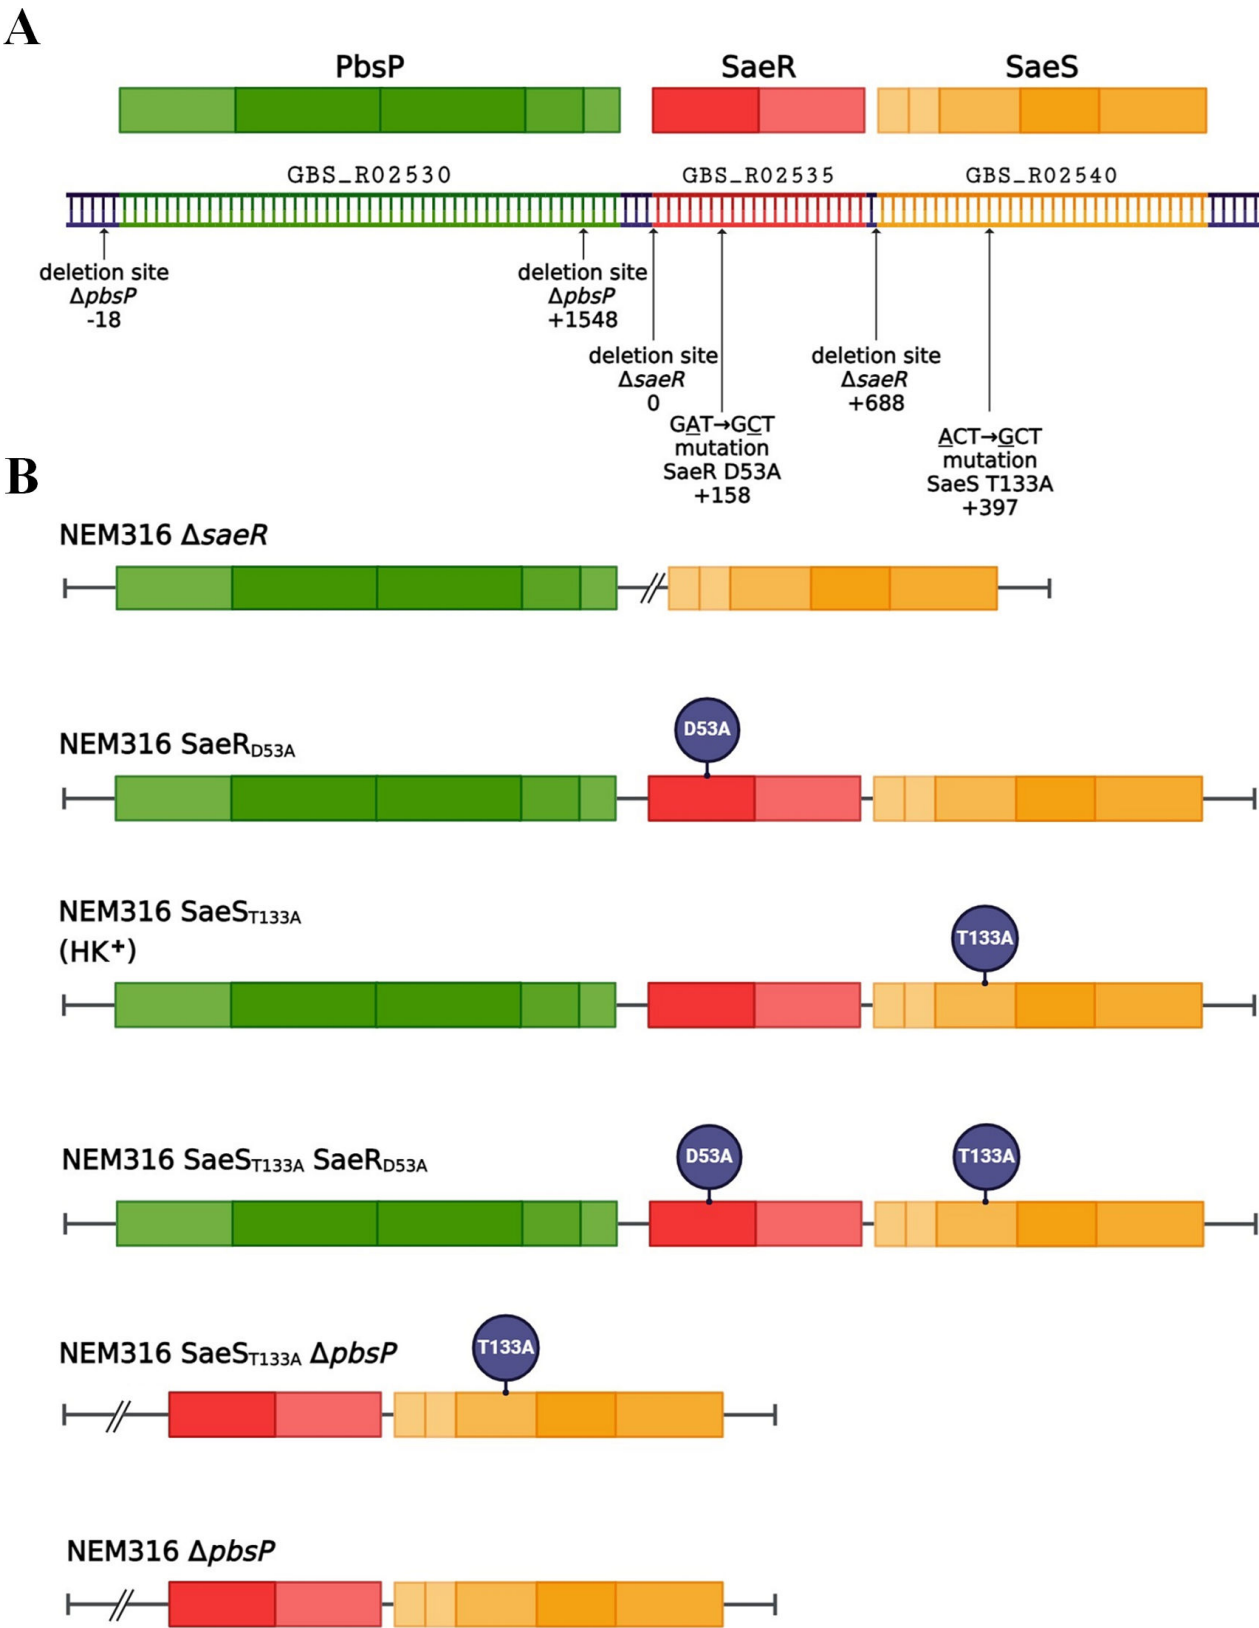 A
PbsP SaeR SaeS
GBS_R02530 GBS_R02535 GBS_R02540
deletion site
ΔpbsP
-18
deletion site
ΔpbsP
+1548
deletion site
ΔsaeR
0
GAT→GCT
mutation
SaeR D53A
+158
deletion site
ΔsaeR
+688
ACT→GCT
mutation
SaeS T133A
+397
B
NEM316 ΔsaeR
NEM316 SaeRD53A
D53A
NEM316 SaeST133A
(HK+)
T133A
NEM316 SaeST133A SaeRD53A
D53A T133A
NEM316 SaeST133A ΔpbsP
T133A
NEM316 ΔpbsP